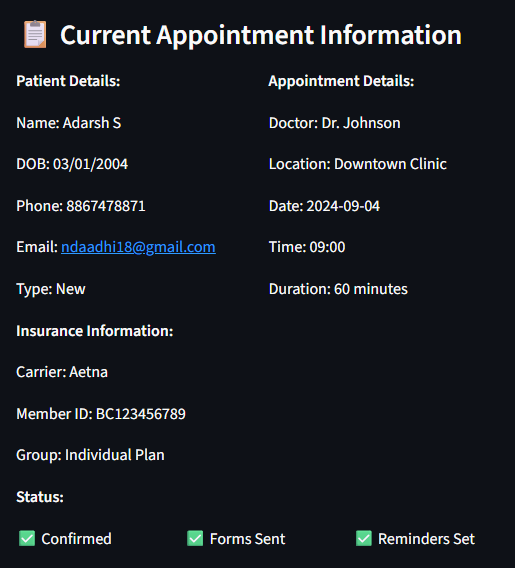 Current Appointment Information
Patient Details:
Name: Adarsh S
DOB: 03/01/2004
Phone: 8867478871
Email: ndaadhi18@gmail.com
Type: New
Appointment Details:
Doctor: Dr. Johnson
Location: Downtown Clinic
Date: 2024-09-04
Time: 09:00
Duration: 60 minutes
Insurance Information:
Carrier: Aetna
Member ID: BC123456789
Group: Individual Plan
Status:
✅ Confirmed
✅ Forms Sent
✅ Reminders Set